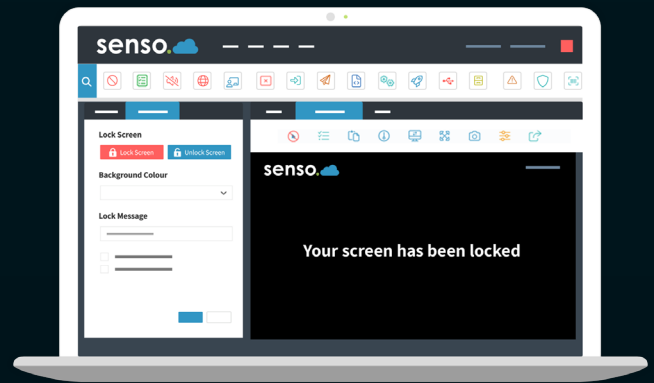 senso.
Lock Screen
Lock Screen
Unlock Screen
Background Colour
Lock Message
senso.
Your screen has been locked